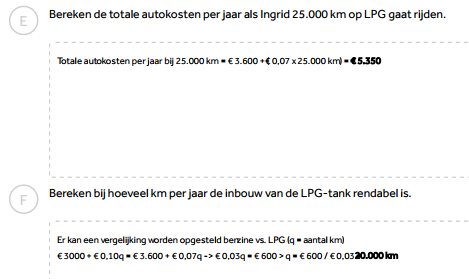 E
Bereken de totale autokosten per jaar als Ingrid 25.000 km op LPG gaat rijden.
Totale autokosten per jaar bij 25.000 km = € 3.600 + (€ 0,07 x 25.000 km) = € 5.350
F
Bereken bij hoeveel km per jaar de inbouw van de LPG-tank rendabel is.
Er kan een vergelijking worden opgesteld benzine vs. LPG (q = aantal km)
€ 3000 + € 0,10q = € 3.600 + € 0,07q -> € 0,03q = € 600 > q = € 600 / € 0,03 20.000 km